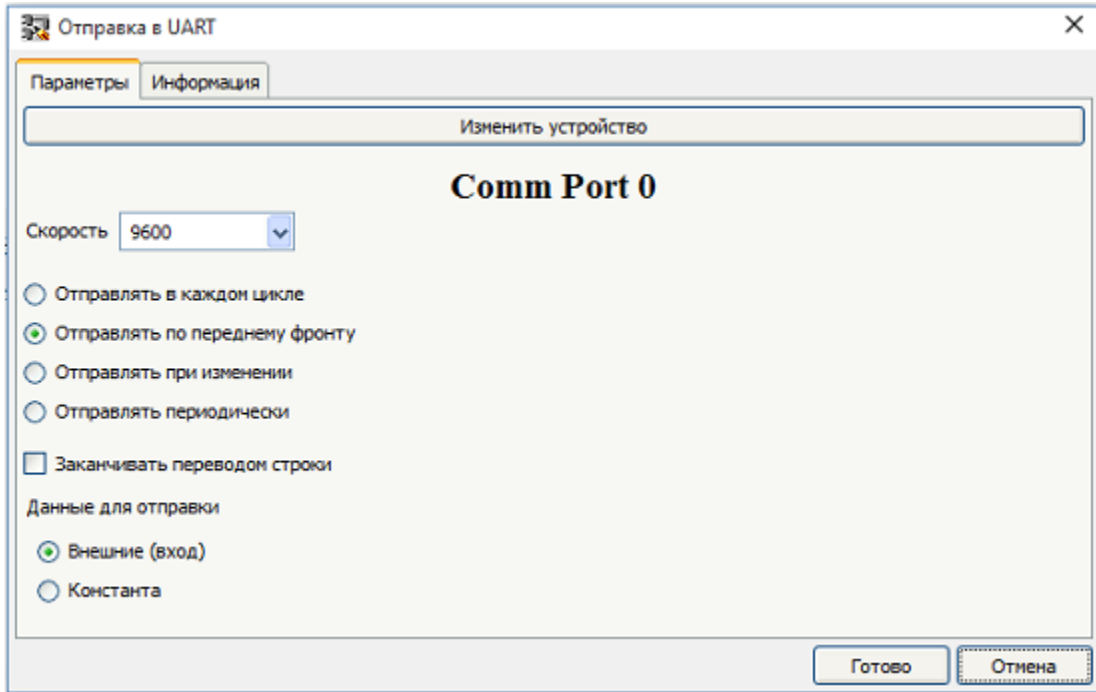 Отправка в UART
Параметры Информация
Изменить устройство
Comm Port 0
Скорость 9600
Отправлять в каждом цикле
Отправлять по переднему фронту
Отправлять при изменении
Отправлять периодически
Заканчивать переводом строки
Данные для отправки
Внешние (вход)
Константа
Готово Отмена